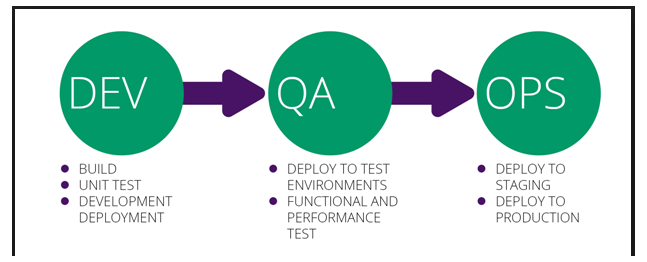 DEV
QA
OPS
BUILD
UNIT TEST
DEVELOPMENT
DEPLOYMENT
DEPLOY TO TEST
ENVIRONMENTS
FUNCTIONAL AND
PERFORMANCE
TEST
DEPLOY TO
STAGING
DEPLOY TO
PRODUCTION